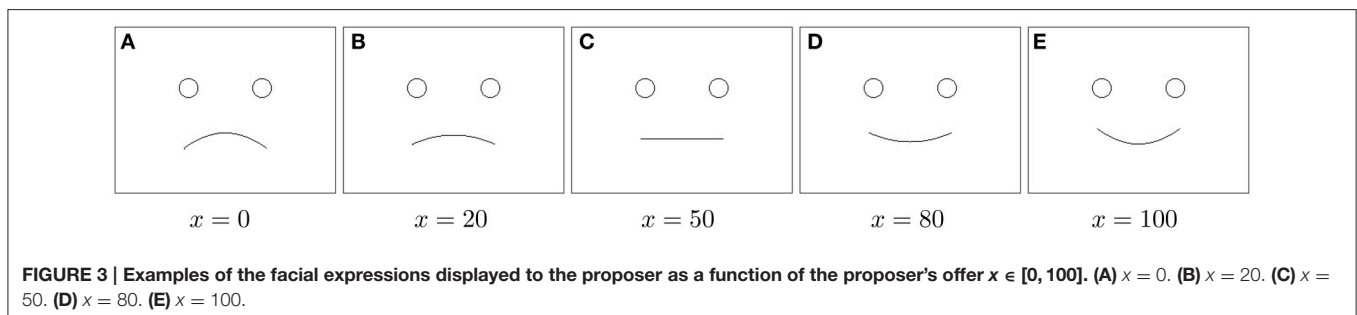 A B C D E
x = 0 x = 20 x = 50 x = 80 x = 100
FIGURE 3 | Examples of the facial expressions displayed to the proposer as a function of the proposer's offer x ∈ [0, 100]. (A) x = 0. (B) x = 20. (C) x =
50. (D) x = 80. (E) x = 100.